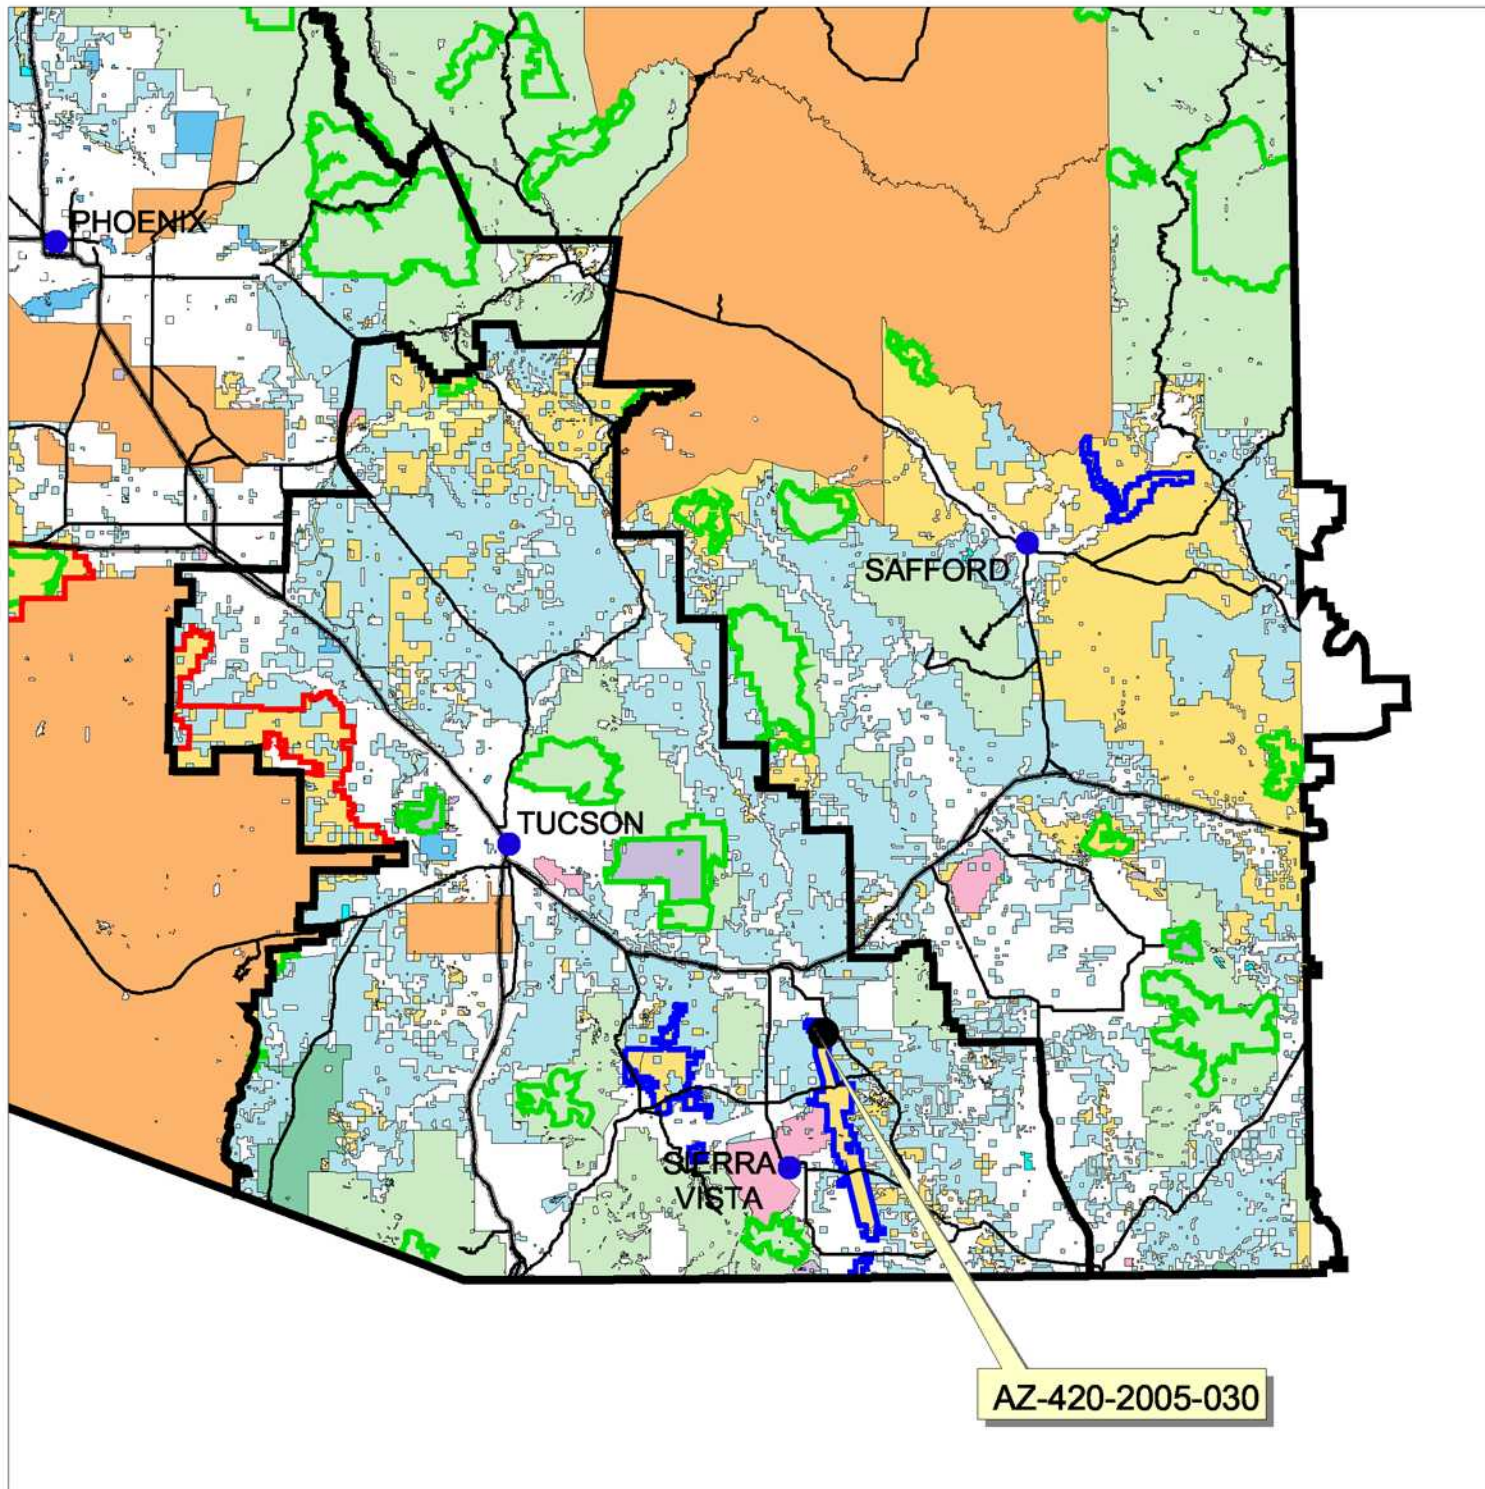 PHOENIX
SAFFORD
TUCSON
SIERRA
VISTA
AZ-420-2005-030